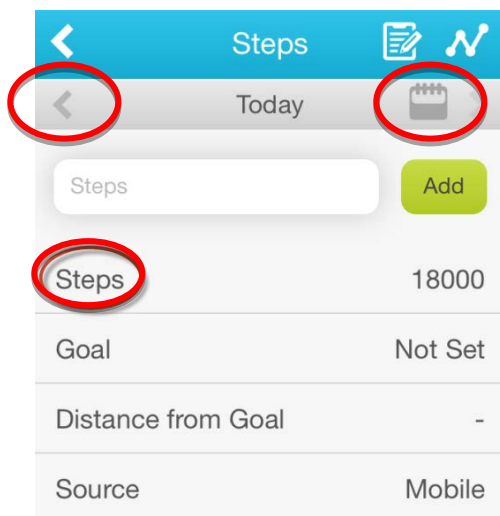 Steps
Today
Steps Add
Steps 18000
Goal Not Set
Distance from Goal -
Source Mobile